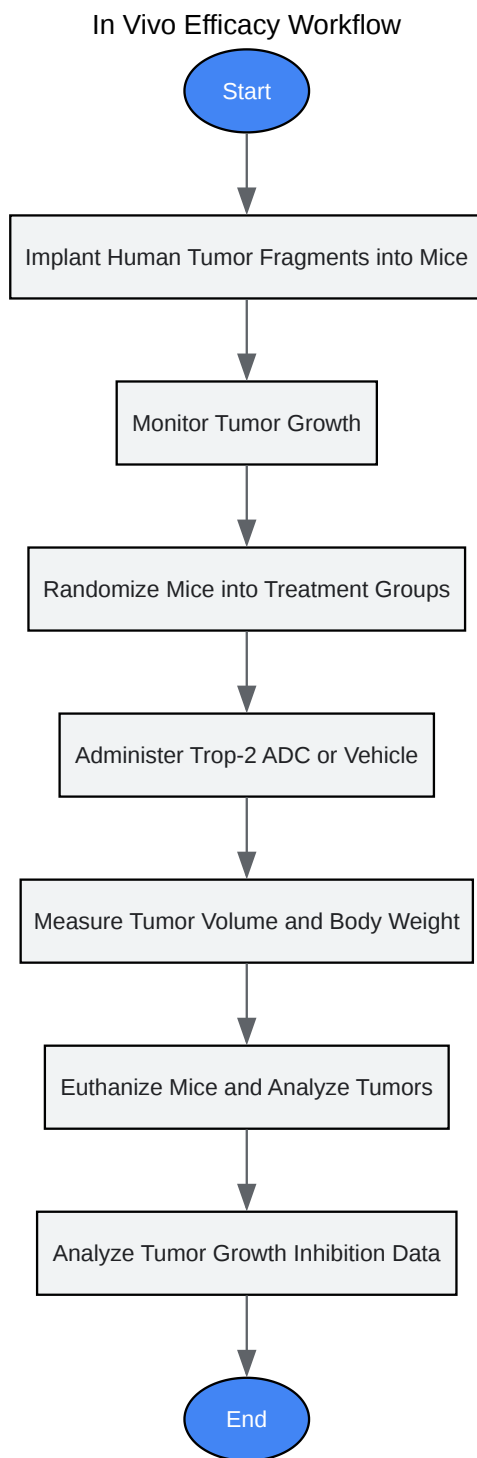 In Vivo Efficacy Workflow
Start
Implant Human Tumor Fragments into Mice
Monitor Tumor Growth
Randomize Mice into Treatment Groups
Administer Trop-2 ADC or Vehicle
Measure Tumor Volume and Body Weight
Euthanize Mice and Analyze Tumors
Analyze Tumor Growth Inhibition Data
End